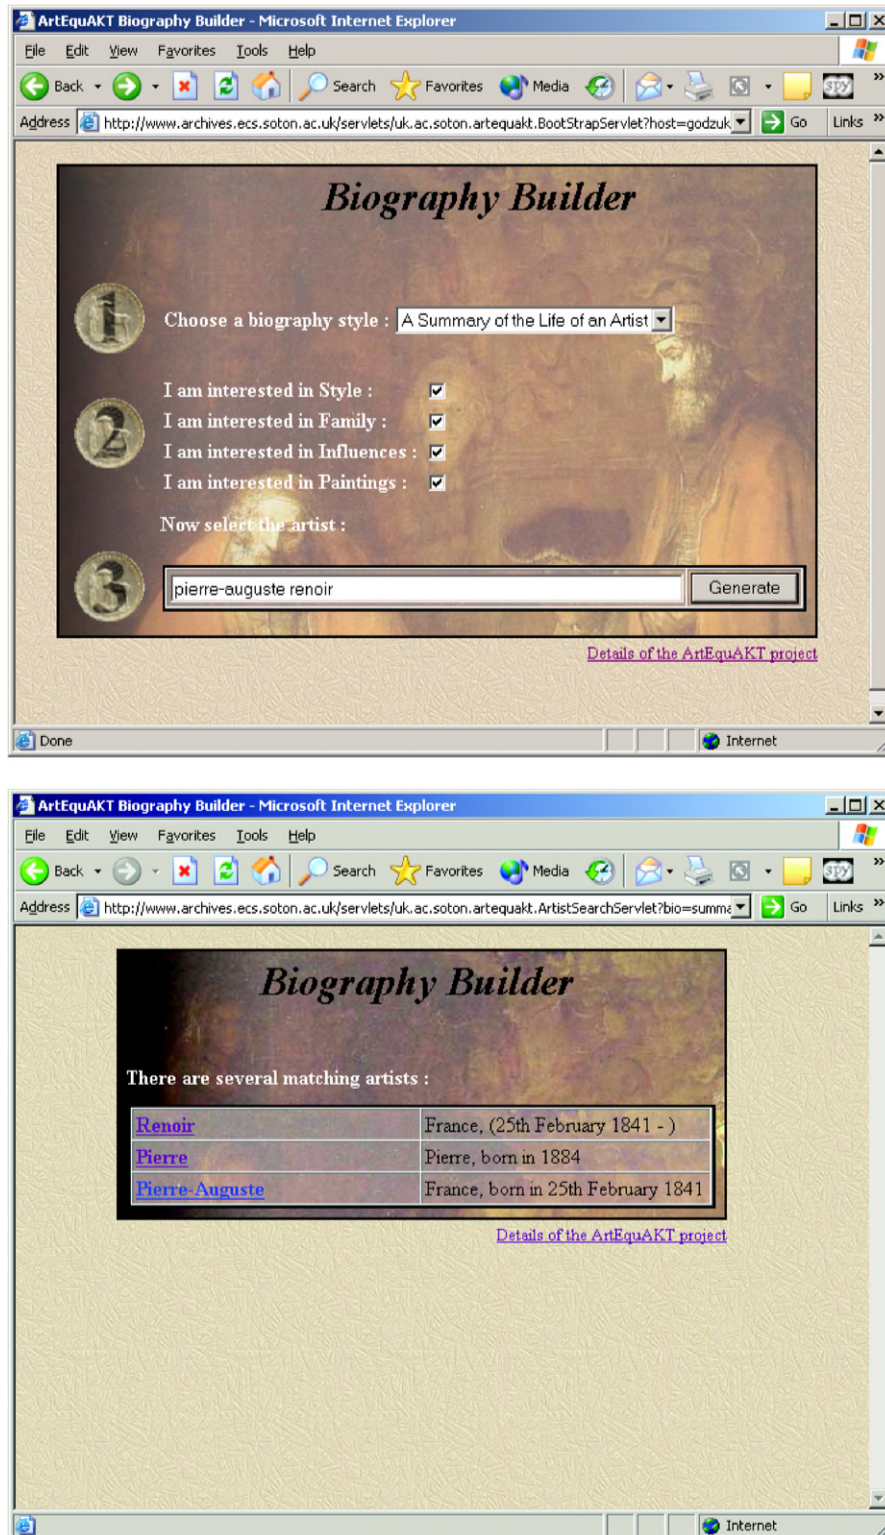 ArtEquAKT Biography Builder - Microsoft Internet Explorer
File Edit View Favorites Tools Help
Back Search Favorites Media SPY »
Address http://www.archives.ecs.soton.ac.uk/servlets/uk.ac.soton.artequakt.BootStrapServlet?host=godzuk Go Links »
Biography Builder
1 Choose a biography style : A Summary of the Life of an Artist
I am interested in Style :
I am interested in Family :
2
I am interested in Influences :
I am interested in Paintings :
Now select the artist :
3 pierre-auguste renoir Generate
Details of the ArtEquAKT project
Done Internet
ArtEquAKT Biography Builder - Microsoft Internet Explorer
File Edit View Favorites Tools Help
Back Search Favorites Media SPY »
Address http://www.archives.ecs.soton.ac.uk/servlets/uk.ac.soton.artequakt.ArtistSearchServlet?bio=summa Go Links »
Biography Builder
There are several matching artists :
Renoir France, (25th February 1841 - )
Pierre Pierre, born in 1884
Pierre-Auguste France, born in 25th February 1841
Details of the ArtEquAKT project
Internet